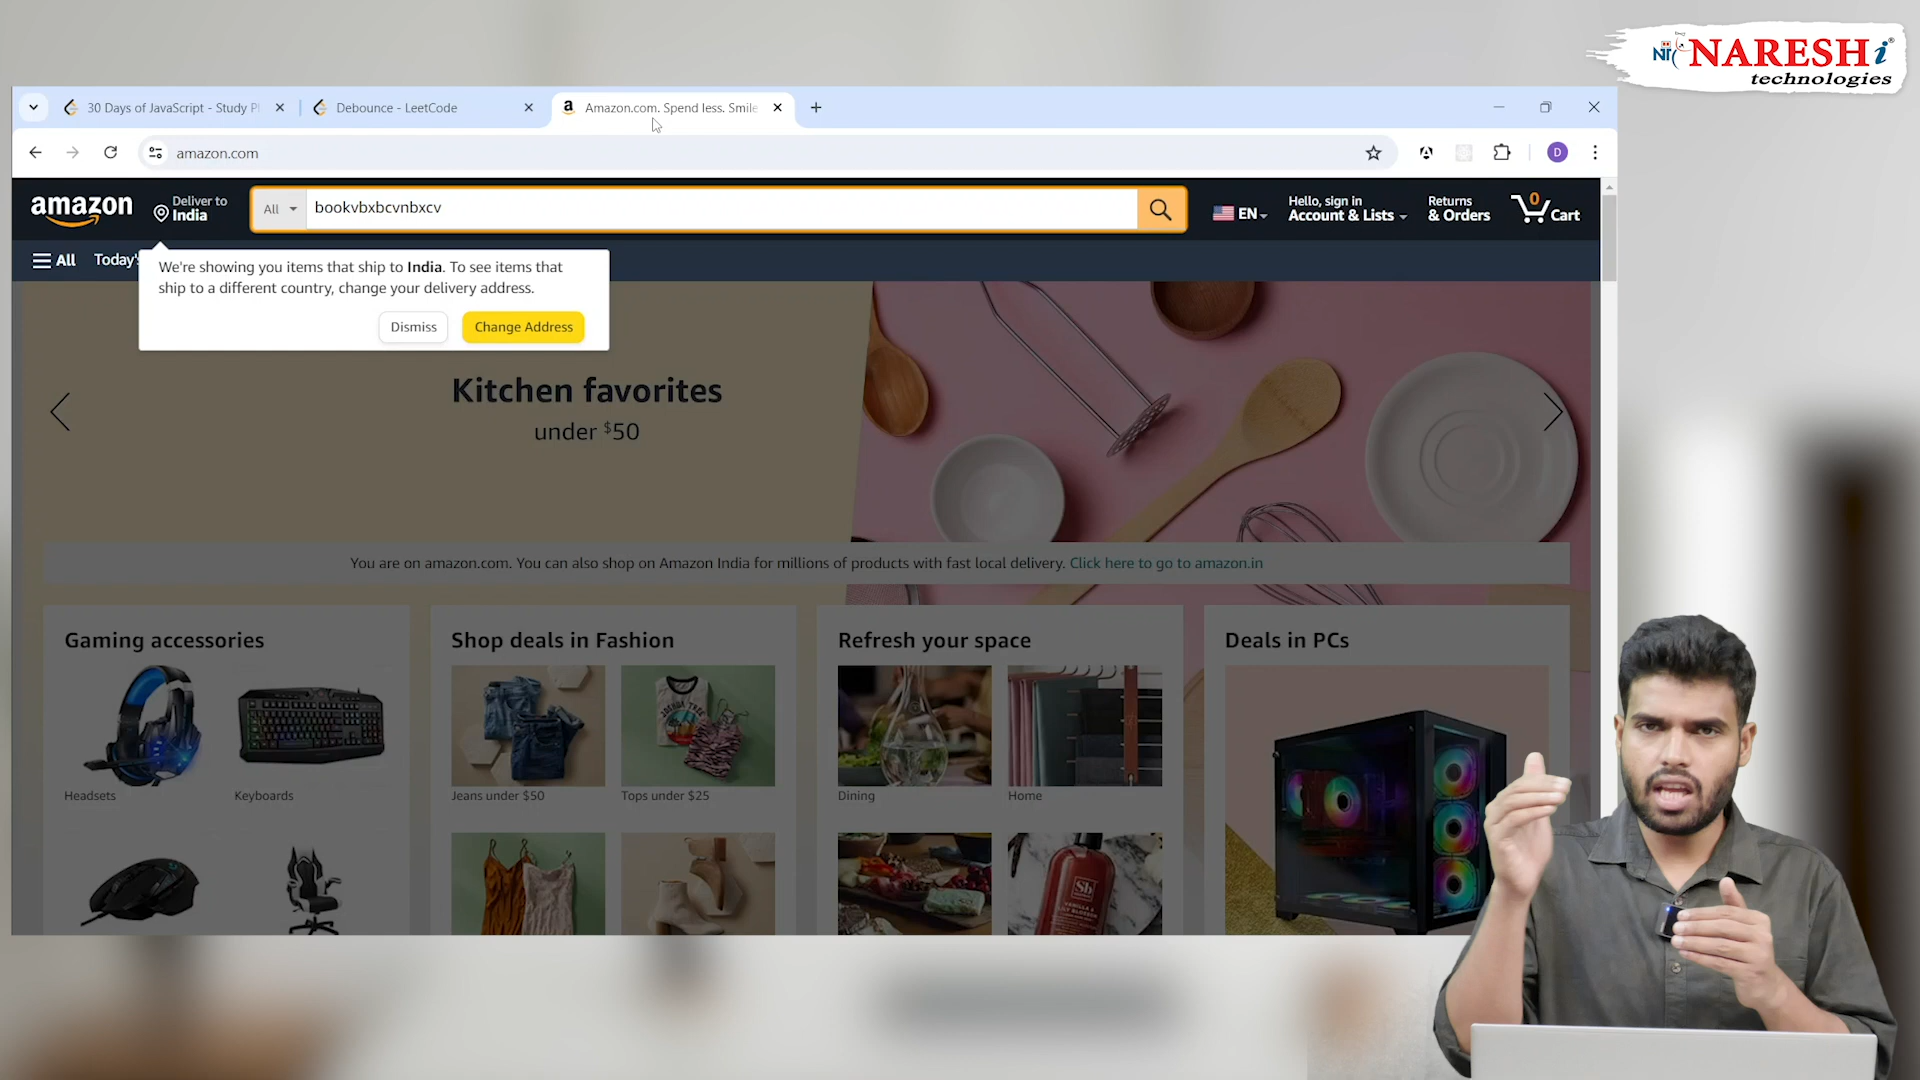 NARESH i
technologies
30 Days of JavaScript - Study Pl
Debounce - LeetCode
Amazon.com. Spend less. Smile
amazon.com
amazon
Deliver to
India
All
bookvbxbcvnbxcv
EN
Hello, sign in
Account & Lists
Returns
& Orders
0
Cart
D
All
Today's
We're showing you items that ship to India. To see items that
ship to a different country, change your delivery address.
Dismiss
Change Address
Kitchen favorites
under $50
You are on amazon.com. You can also shop on Amazon India for millions of products with fast local delivery. Click here to go to amazon.in
Gaming accessories
Shop deals in Fashion
Refresh your space
Deals in PCs
Headsets
Keyboards
Jeans under $50
Tops under $25
Dining
Home
Sb